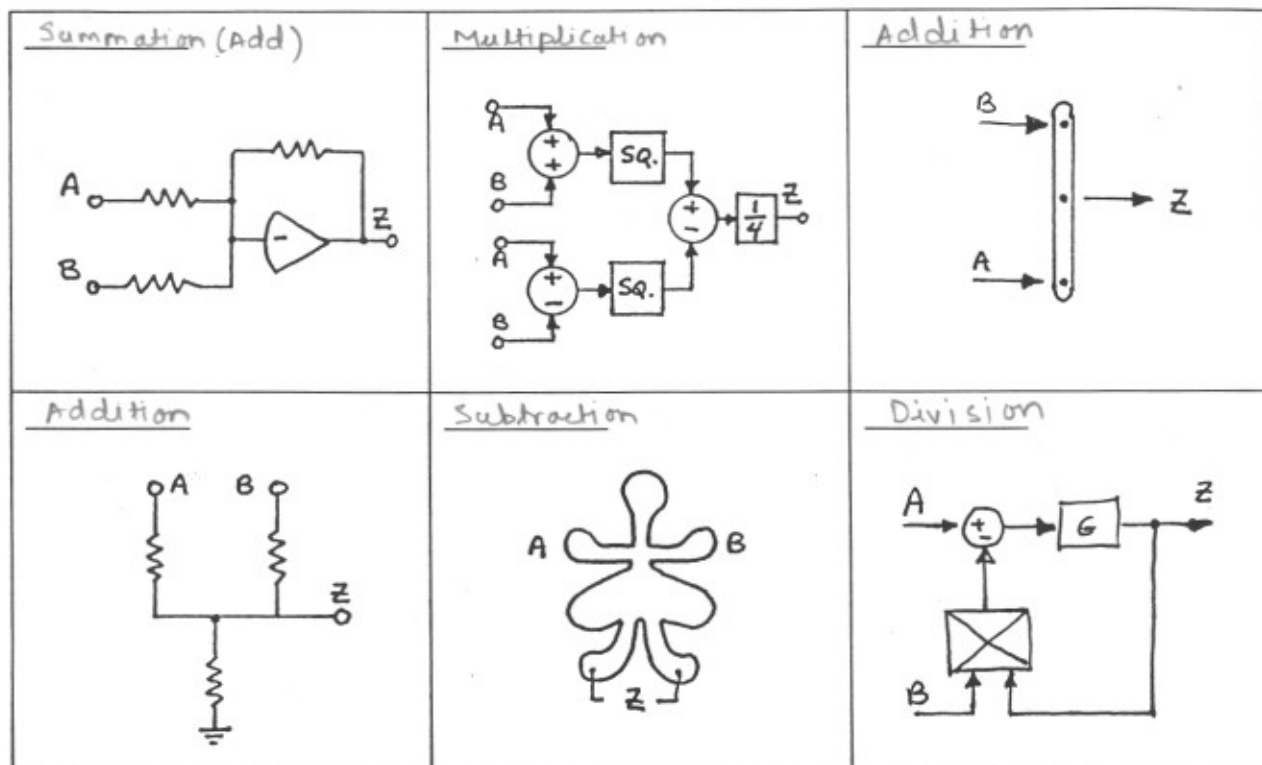 Summation (Add)
A
B
-
Z
Multiplication
A
B
+
+
SQ.
A
B
+
-
SQ.
+
-
1/4
Z
Addition
B
A
Z
Addition
A B
Z
Subtraction
A B
Z
Division
A
+
-
G
Z
B